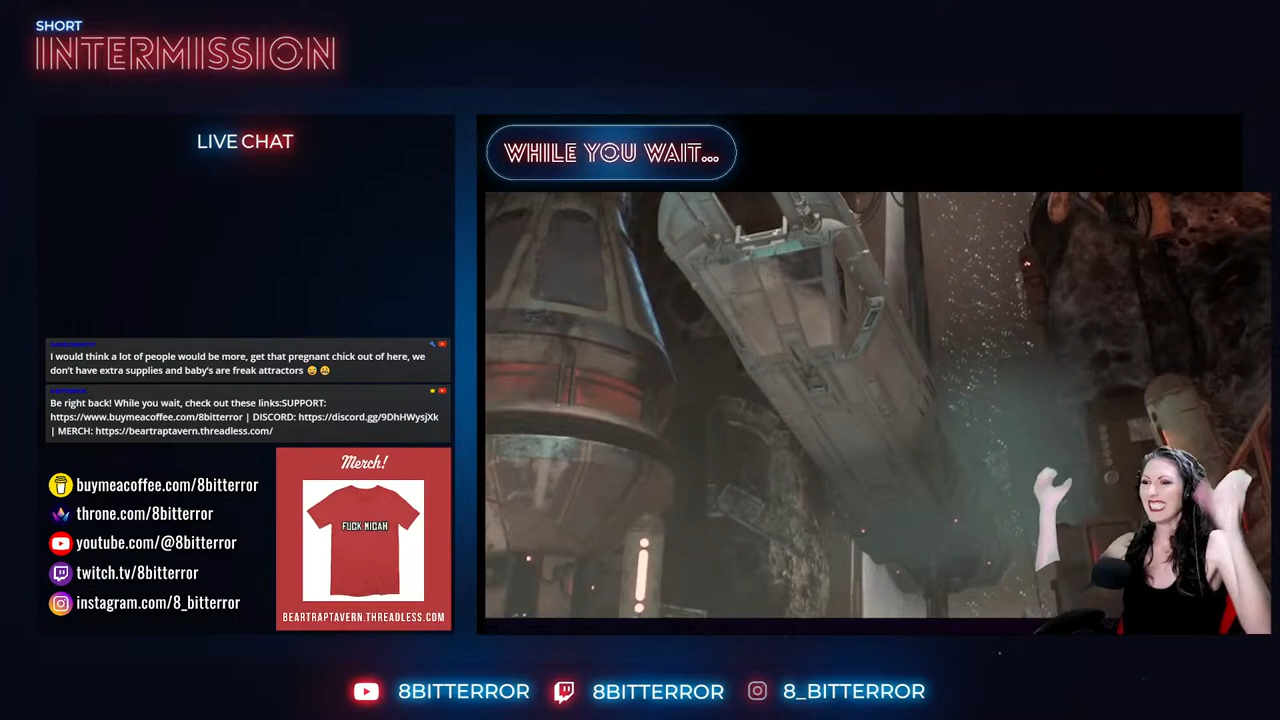 SHORT
INTERMISSION
LIVE CHAT
WHILE YOU WAIT...
I would think a lot of people would be more, get that pregnant chick out of here, we
don't have extra supplies and baby's are freak attractors 😅 😂
Be right back! While you wait, check out these links:SUPPORT:
https://www.buymeacoffee.com/8bitterror | DISCORD: https://discord.gg/9DhHWysjXk
| MERCH: https://beartraptavern.threadless.com/
buymeacoffee.com/8bitterror
throne.com/8bitterror
youtube.com/@8bitterror
twitch.tv/8bitterror
instagram.com/8_bitterror
Merch!
FUCK MICAH
BEARTRAPTAVERN.THREADLESS.COM
8BITTERROR
8BITTERROR
8_BITTERROR